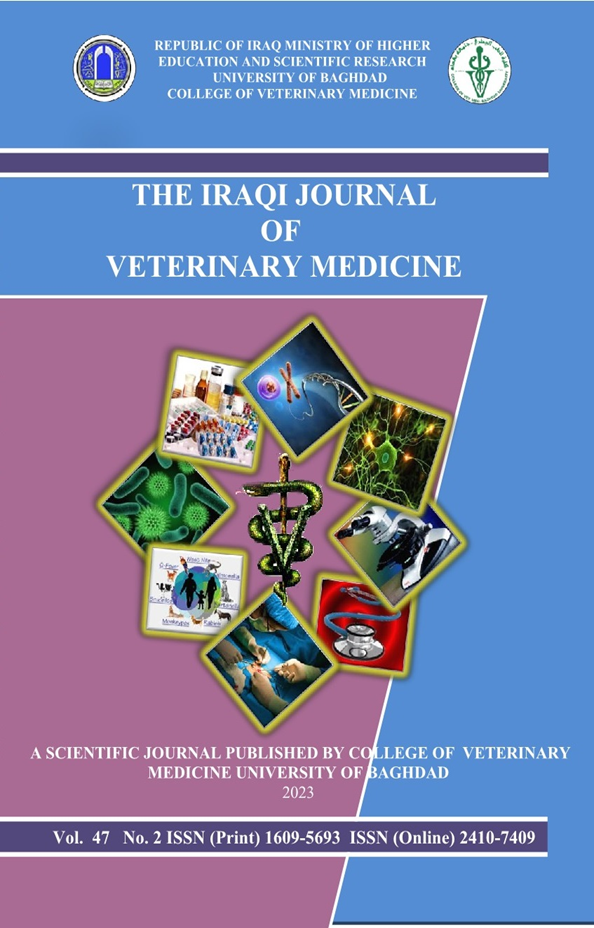 REPUBLIC OF IRAQ MINISTRY OF HIGHER
EDUCATION AND SCIENTIFIC RESEARCH
UNIVERSITY OF BAGHDAD
COLLEGE OF VETERINARY MEDICINE
THE IRAQI JOURNAL
OF
VETERINARY MEDICINE
Q-Fever
A SCIENTIFIC JOURNAL PUBLISHED BY COLLEGE OF VETERINARY
MEDICINE UNIVERSITY OF BAGHDAD
2023
Vol. 47 No. 2 ISSN (Print) 1609-5693 ISSN (Online) 2410-7409